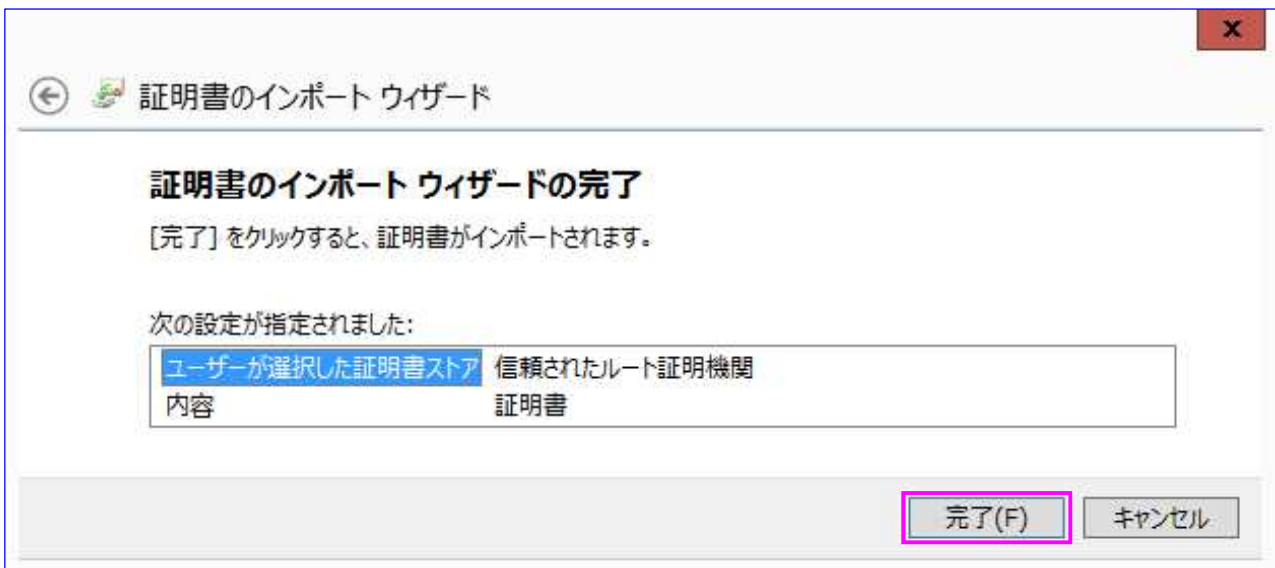 x
証明書のインポート ウィザード
証明書のインポート ウィザードの完了
[完了] をクリックすると、証明書がインポートされます。
次の設定が指定されました:
ユーザーが選択した証明書ストア 信頼されたルート証明機関
内容 証明書
完了(F) キャンセル